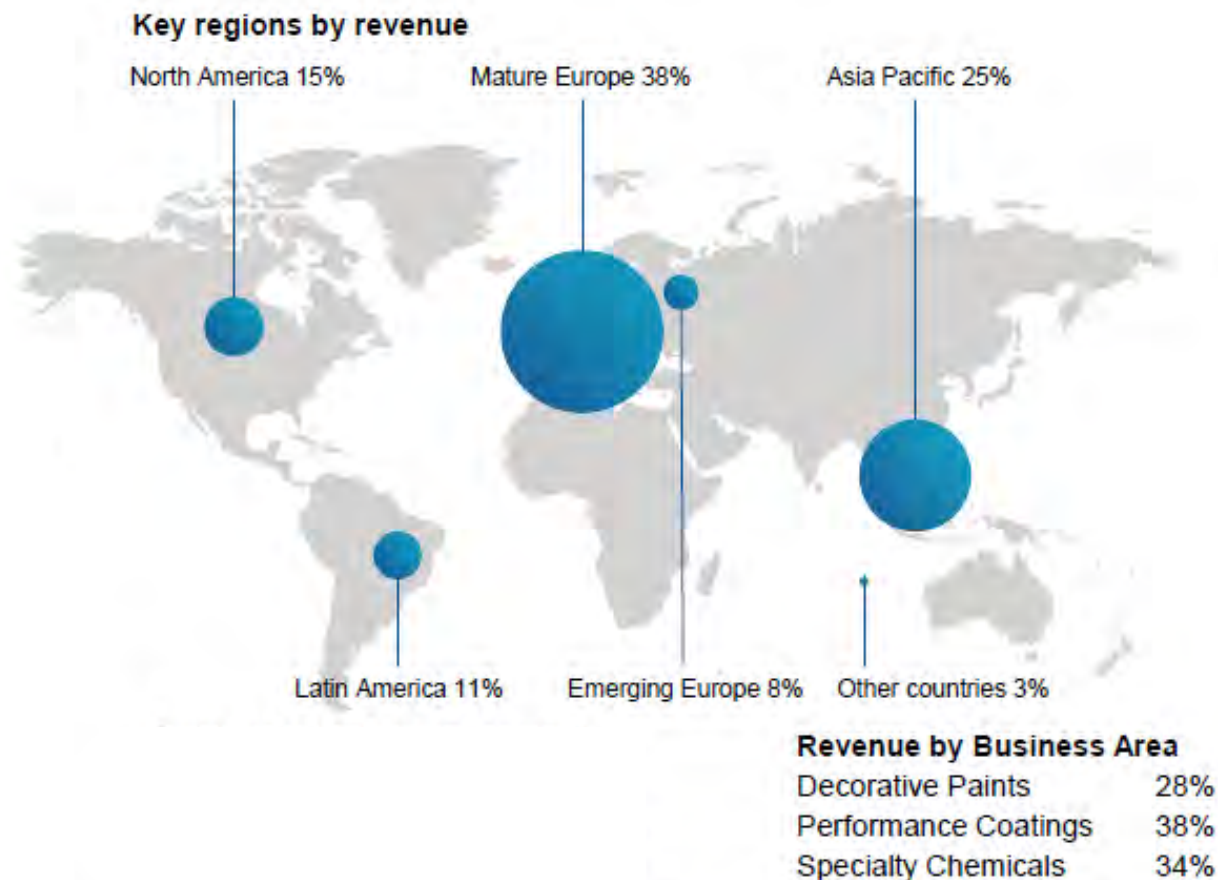 Key regions by revenue
North America 15% Mature Europe 38% Asia Pacific 25%
Latin America 11% Emerging Europe 8% Other countries 3%
Revenue by Business Area
Decorative Paints 28%
Performance Coatings 38%
Specialty Chemicals 34%